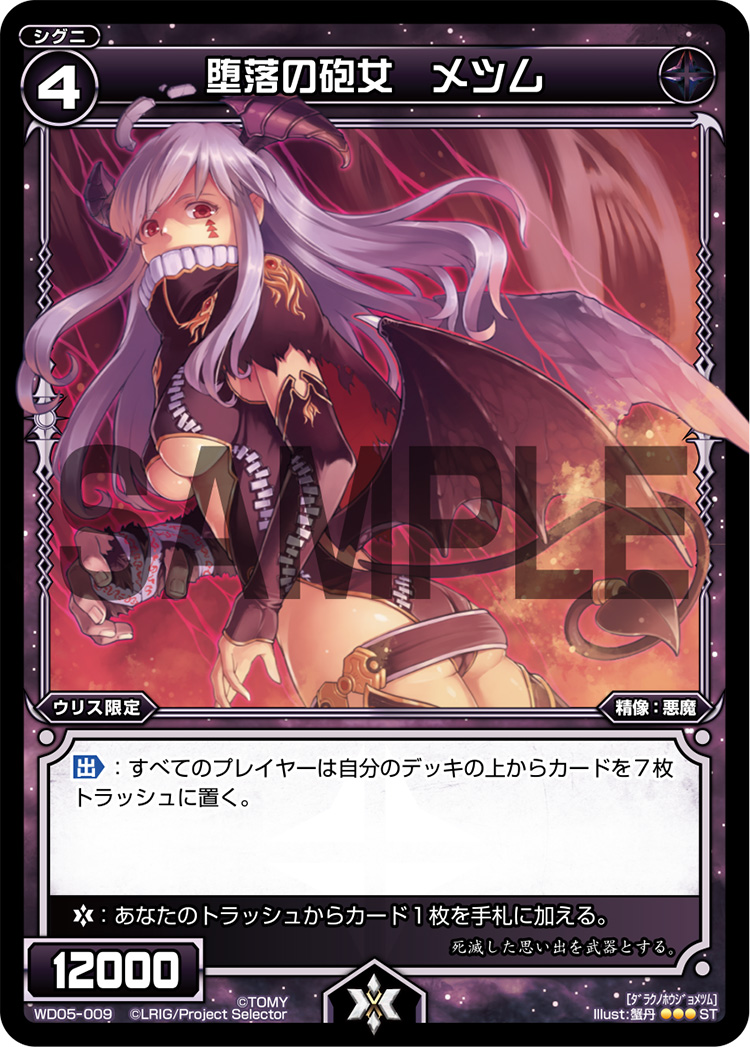 シグニ
4
堕落の砲女 メツム
SAMPLE
ウリス限定
精像：悪魔
出：すべてのプレイヤーは自分のデッキの上からカードを７枚
トラッシュに置く。
：あなたのトラッシュからカード１枚を手札に加える。
死滅した思い出を武器とする。
12000
WD05-009 ©LRIG/Project Selector
©TOMY
[ダラクノホウジョメツム]
Illust:蟹丹 ST